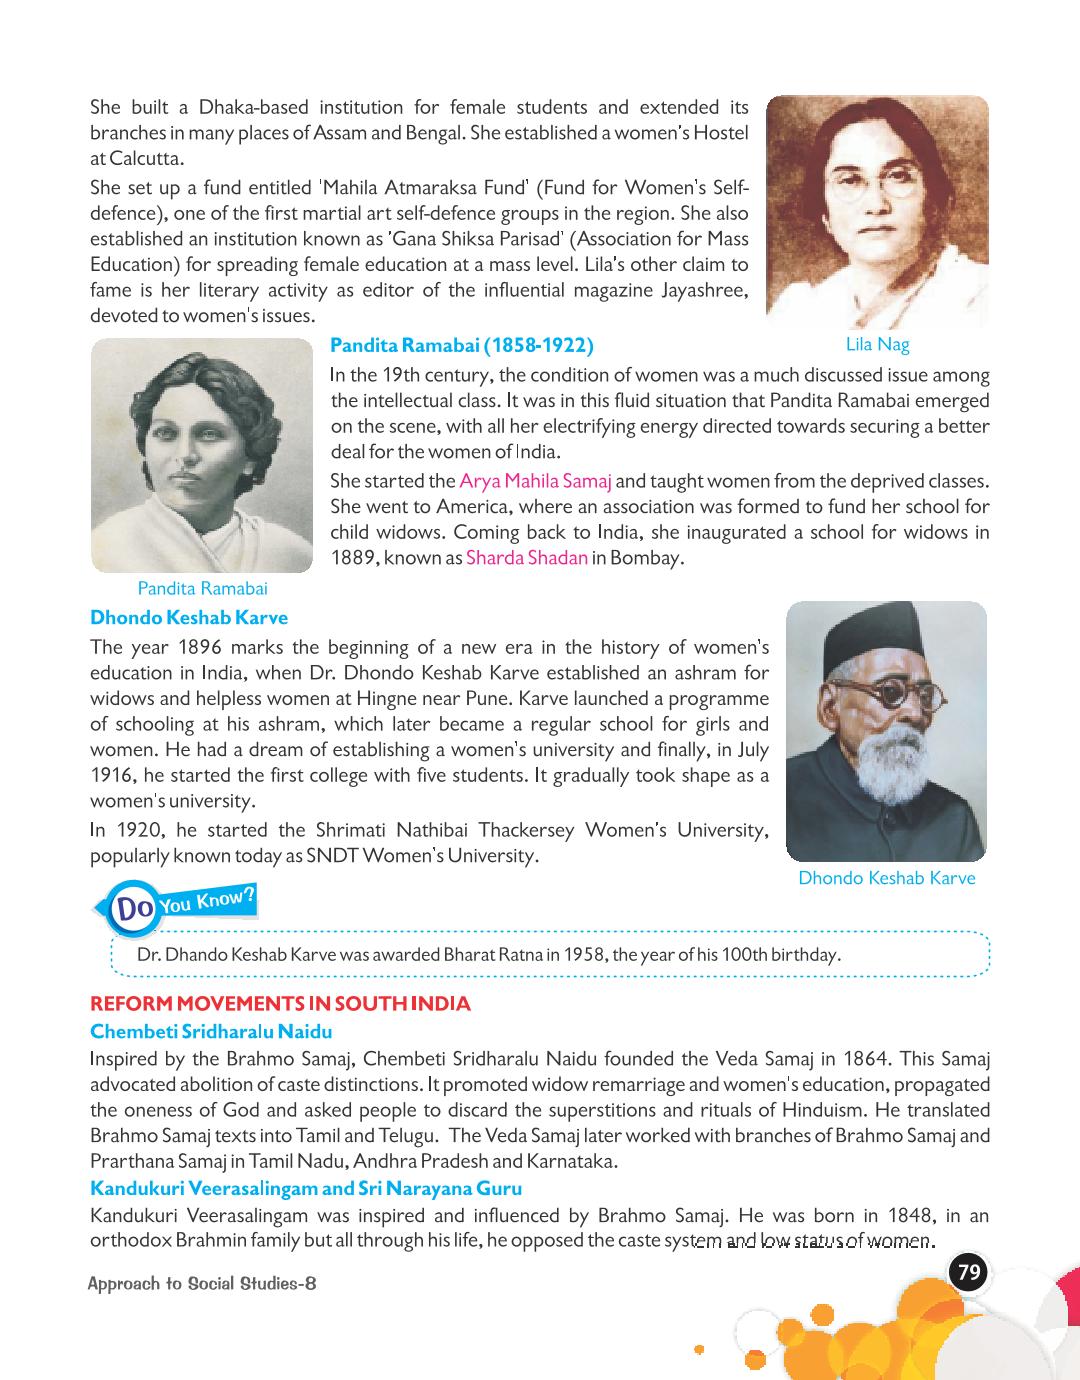 She built a Dhaka-based institution for female students and extended its
branches in many places of Assam and Bengal. She established a women's Hostel
at Calcutta.
She set up a fund entitled 'Mahila Atmaraksa Fund' (Fund for Women's Self-
defence), one of the first martial art self-defence groups in the region. She also
established an institution known as 'Gana Shiksa Parisad' (Association for Mass
Education) for spreading female education at a mass level. Lila's other claim to
fame is her literary activity as editor of the influential magazine Jayashree,
devoted to women's issues.
Lila Nag
Pandita Ramabai (1858-1922)
In the 19th century, the condition of women was a much discussed issue among
the intellectual class. It was in this fluid situation that Pandita Ramabai emerged
on the scene, with all her electrifying energy directed towards securing a better
deal for the women of India.
She started the Arya Mahila Samaj and taught women from the deprived classes.
She went to America, where an association was formed to fund her school for
child widows. Coming back to India, she inaugurated a school for widows in
1889, known as Sharda Shadan in Bombay.
Pandita Ramabai
Dhondo Keshab Karve
The year 1896 marks the beginning of a new era in the history of women's
education in India, when Dr. Dhondo Keshab Karve established an ashram for
widows and helpless women at Hingne near Pune. Karve launched a programme
of schooling at his ashram, which later became a regular school for girls and
women. He had a dream of establishing a women's university and finally, in July
1916, he started the first college with five students. It gradually took shape as a
women's university.
In 1920, he started the Shrimati Nathibai Thackersey Women's University,
popularly known today as SNDT Women's University.
Dhondo Keshab Karve
Do You Know?
Dr. Dhando Keshab Karve was awarded Bharat Ratna in 1958, the year of his 100th birthday.
REFORM MOVEMENTS IN SOUTH INDIA
Chembeti Sridharalu Naidu
Inspired by the Brahmo Samaj, Chembeti Sridharalu Naidu founded the Veda Samaj in 1864. This Samaj
advocated abolition of caste distinctions. It promoted widow remarriage and women's education, propagated
the oneness of God and asked people to discard the superstitions and rituals of Hinduism. He translated
Brahmo Samaj texts into Tamil and Telugu. The Veda Samaj later worked with branches of Brahmo Samaj and
Prarthana Samaj in Tamil Nadu, Andhra Pradesh and Karnataka.
Kandukuri Veerasalingam and Sri Narayana Guru
Kandukuri Veerasalingam was inspired and influenced by Brahmo Samaj. He was born in 1848, in an
orthodox Brahmin family but all through his life, he opposed the caste system and low status of women.
Approach to Social Studies-8
79